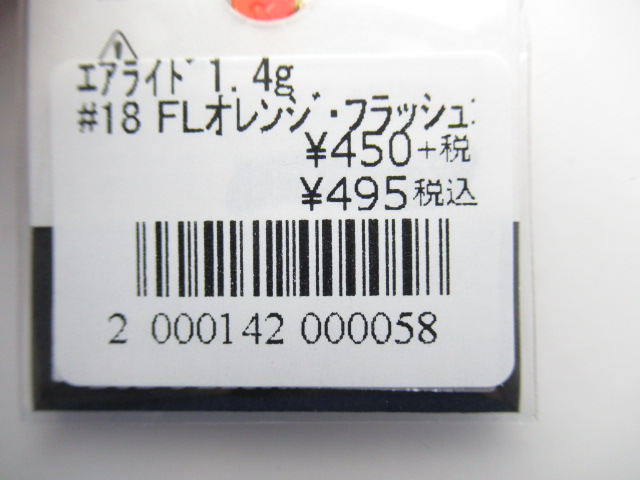 エアライド 1.4g
#18 FLオレンジ・フラッシュ
¥450+税
¥495税込
2 000142 000058